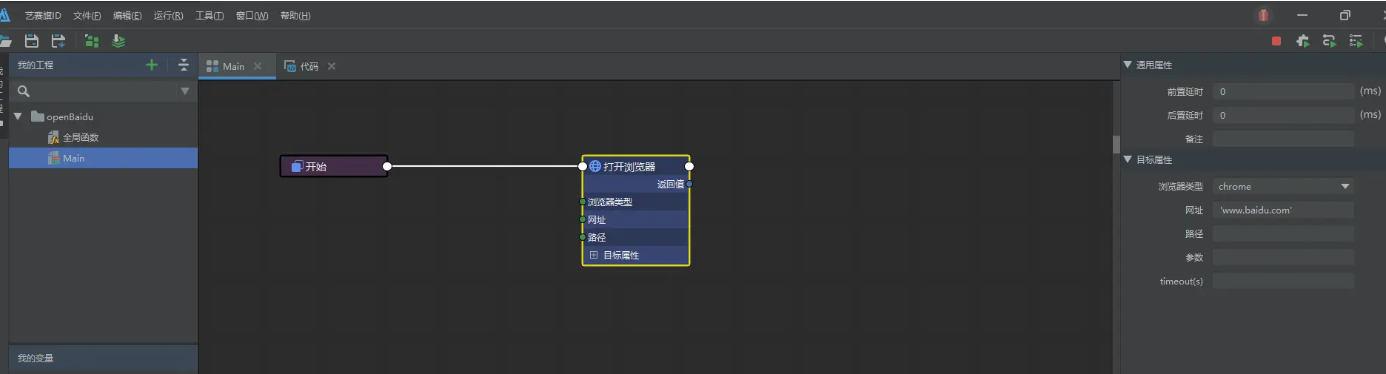 艺赛旗ID 文件(F) 编辑(E) 运行(R) 工具(T) 窗口(W) 帮助(H)
我的工程
Main
代码
openBaidu
全局函数
Main
我的变量
开始
打开浏览器
返回值
浏览器类型
网址
路径
目标属性
通用属性
前置延时 0 (ms)
后置延时 0 (ms)
备注
目标属性
浏览器类型 chrome
网址 'www.baidu.com'
路径
参数
timeout(s)